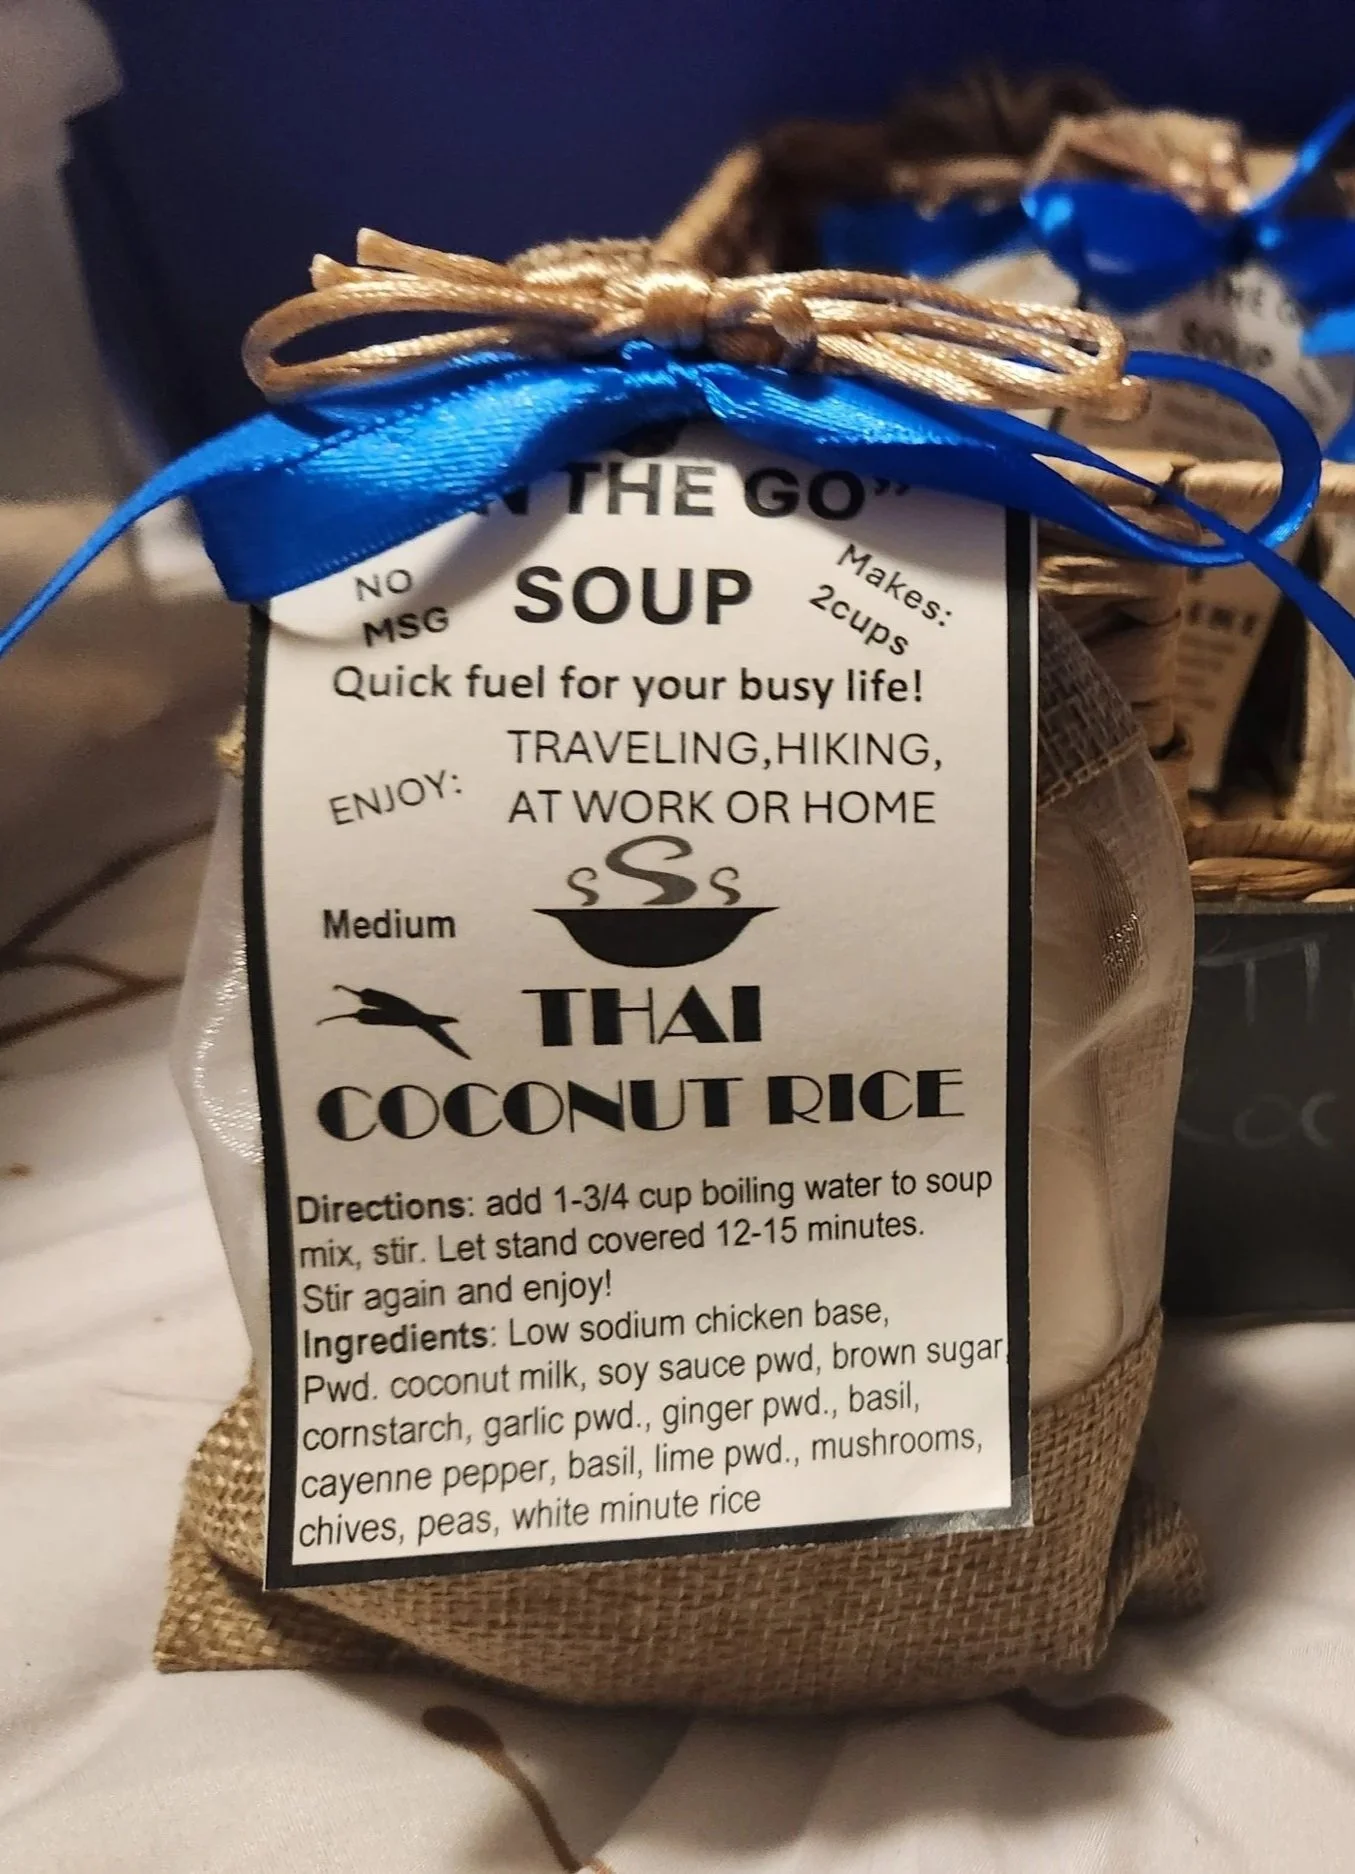 THE GO”
SOUP
NO
MSG
Makes:
2cups
Quick fuel for your busy life!
ENJOY:
TRAVELING,HIKING,
AT WORK OR HOME
Medium
THAI
COCONUT RICE
Directions: add 1-3/4 cup boiling water to soup
mix, stir. Let stand covered 12-15 minutes.
Stir again and enjoy!
Ingredients: Low sodium chicken base,
Pwd. coconut milk, soy sauce pwd, brown sugar,
cornstarch, garlic pwd., ginger pwd., basil,
cayenne pepper, basil, lime pwd., mushrooms,
chives, peas, white minute rice
SOUP